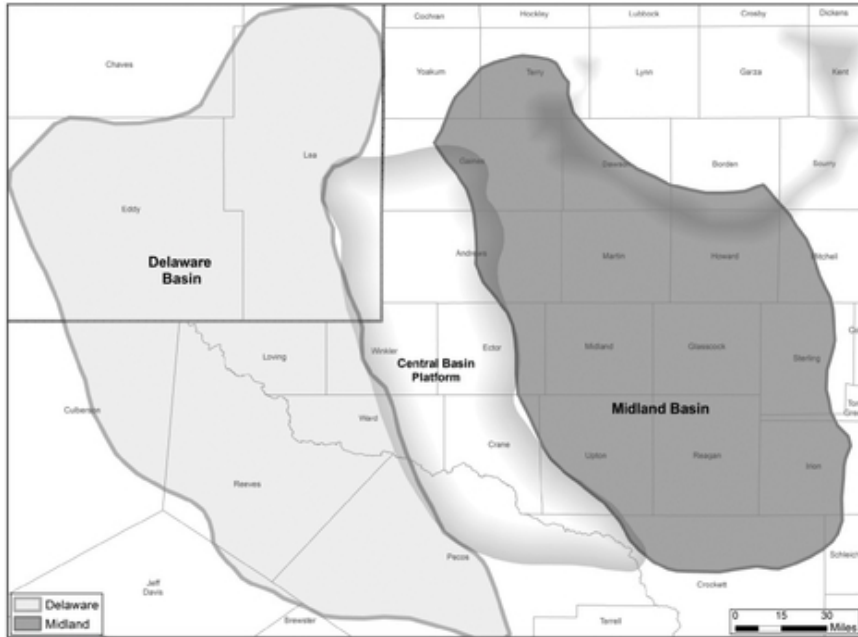 Cochran Hockley Lubbock Crosby Dickens
Chaves Yoakum Terry Lynn Garza Kent
Lea Gaines Dawson Borden Scurry
Eddy
Delaware
Basin
Andrews Martin Howard Mitchell
Loving Winkler Ector Midland Glasscock Sterling
Central Basin
Platform
Culberson Ward Midland Basin
Crane Upton Reagan Irion
Reeves
Pecos
Jeff
Davis
Schleich
Crockett
Brewster Terrell
Delaware
Midland
0 15 30
Miles